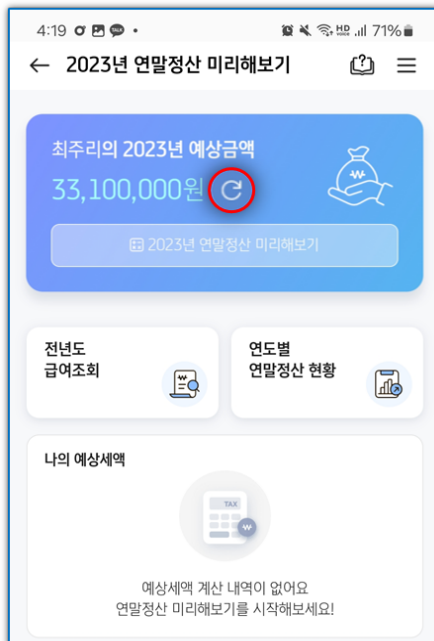 4:19
71%
2023년 연말정산 미리해보기
최주리의 2023년 예상금액
33,100,000원
2023년 연말정산 미리해보기
전년도
급여조회
연도별
연말정산 현황
나의 예상세액
TAX
예상세액 계산 내역이 없어요
연말정산 미리해보기를 시작해보세요!